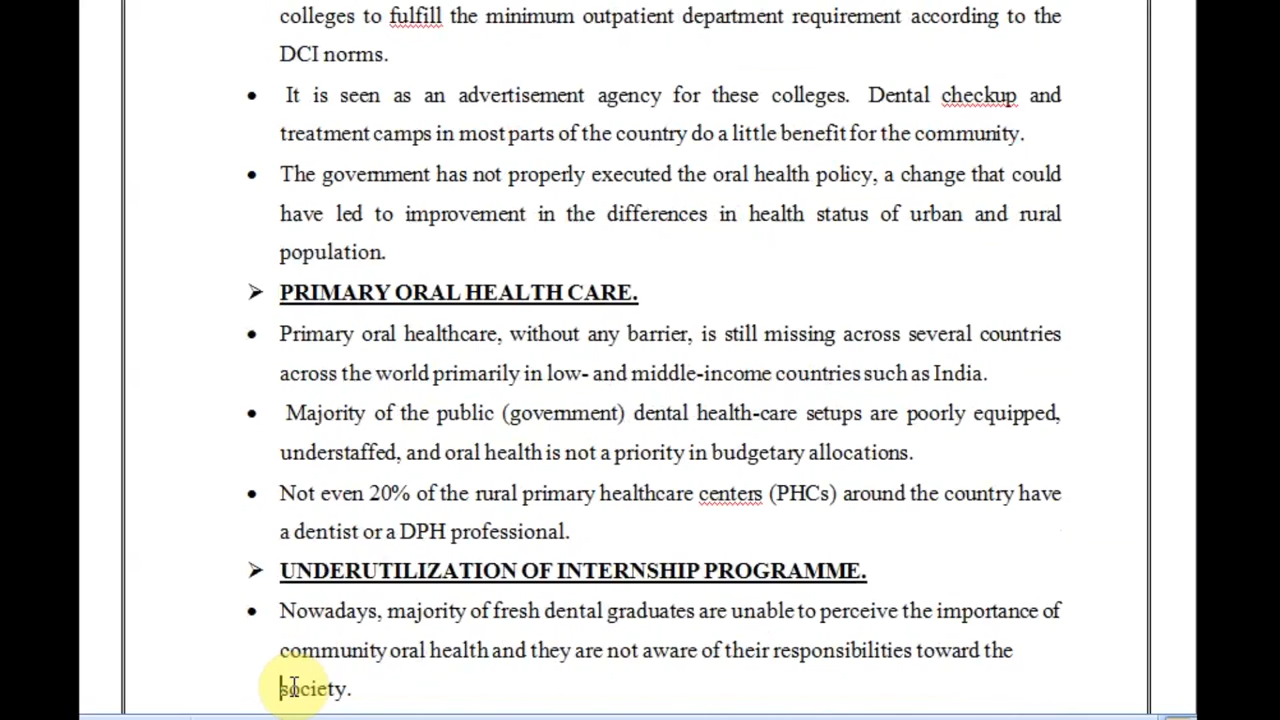 colleges to fulfill the minimum outpatient department requirement according to the
DCI norms.
• It is seen as an advertisement agency for these colleges. Dental checkup and
treatment camps in most parts of the country do a little benefit for the community.
• The government has not properly executed the oral health policy, a change that could
have led to improvement in the differences in health status of urban and rural
population.
➢ PRIMARY ORAL HEALTH CARE.
• Primary oral healthcare, without any barrier, is still missing across several countries
across the world primarily in low- and middle-income countries such as India.
• Majority of the public (government) dental health-care setups are poorly equipped,
understaffed, and oral health is not a priority in budgetary allocations.
• Not even 20% of the rural primary healthcare centers (PHCs) around the country have
a dentist or a DPH professional.
➢ UNDERUTILIZATION OF INTERNSHIP PROGRAMME.
• Nowadays, majority of fresh dental graduates are unable to perceive the importance of
community oral health and they are not aware of their responsibilities toward the
society.